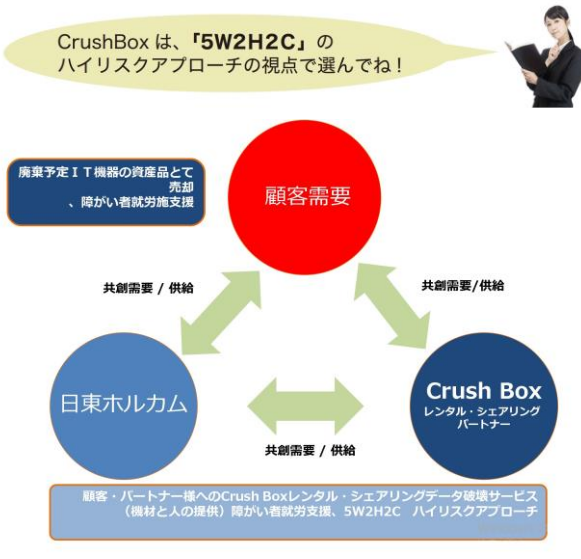 CrushBox は、「5W2H2C」の
ハイリスクアプローチの視点で選んでね！
廃棄予定ＩＴ機器の資産品とて
売却
、障がい者就労施支援
顧客需要
共創需要 / 供給
共創需要/供給
日東ホルカム
Crush Box
レンタル・シェアリング
パートナー
共創需要 / 供給
顧客・パートナー様へのCrush Boxレンタル・シェアリングデータ破壊サービス
（機材と人の提供）障がい者就労支援、5W2H2C　ハイリスクアプローチ